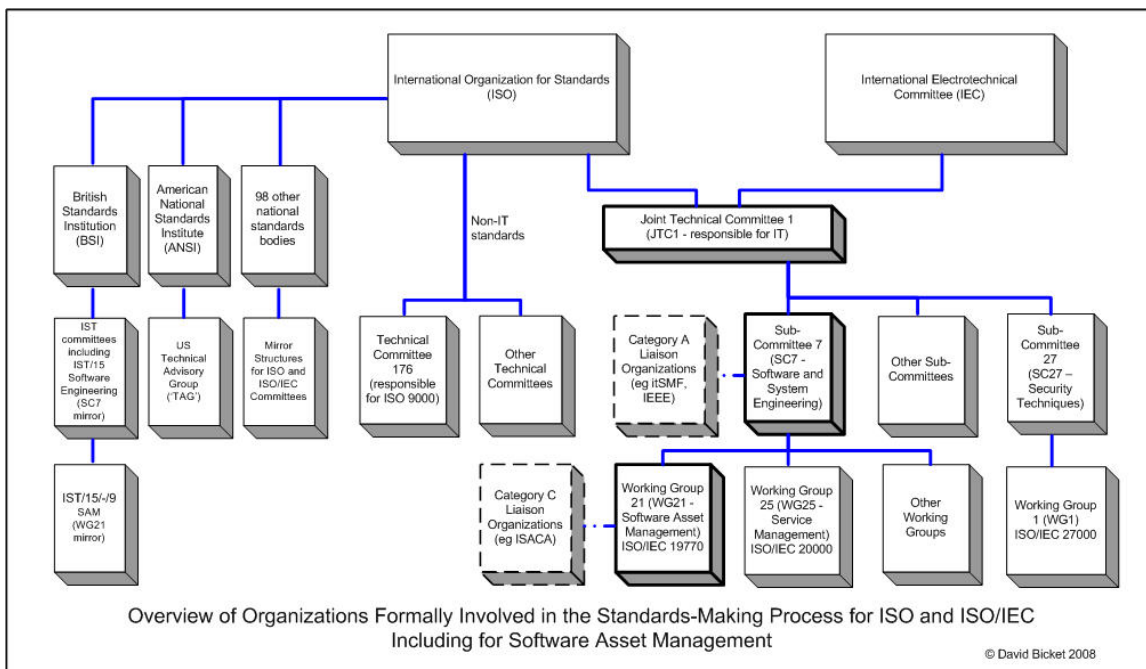 International Organization for Standards
(ISO)
International Electrotechnical
Committee (IEC)
British
Standards
Institution
(BSI)
American
National
Standards
Institute
(ANSI)
98 other
national
standards
bodies
Non-IT
standards
Joint Technical Committee 1
(JTC1 - responsible for IT)
IST
committees
including
IST/15
Software
Engineering
(SC7
mirror)
US
Technical
Advisory
Group
(‘TAG’)
Mirror
Structures
for ISO and
ISO/IEC
Committees
Technical
Committee
176
(responsible
for ISO 9000)
Other
Technical
Committees
Category A
Liaison
Organizations
(eg itSMF,
IEEE)
Sub-
Committee 7
(SC7 -
Software and
System
Engineering)
Other Sub-
Committees
Sub-
Committee
27
(SC27 –
Security
Techniques)
IST/15/-/9
SAM
(WG21
mirror)
Category C
Liaison
Organizations
(eg ISACA)
Working Group
21 (WG21 -
Software Asset
Management)
ISO/IEC 19770
Working Group
25 (WG25 -
Service
Management)
ISO/IEC 20000
Other
Working
Groups
Working Group
1 (WG1)
ISO/IEC 27000
Overview of Organizations Formally Involved in the Standards-Making Process for ISO and ISO/IEC
Including for Software Asset Management
© David Bicket 2008